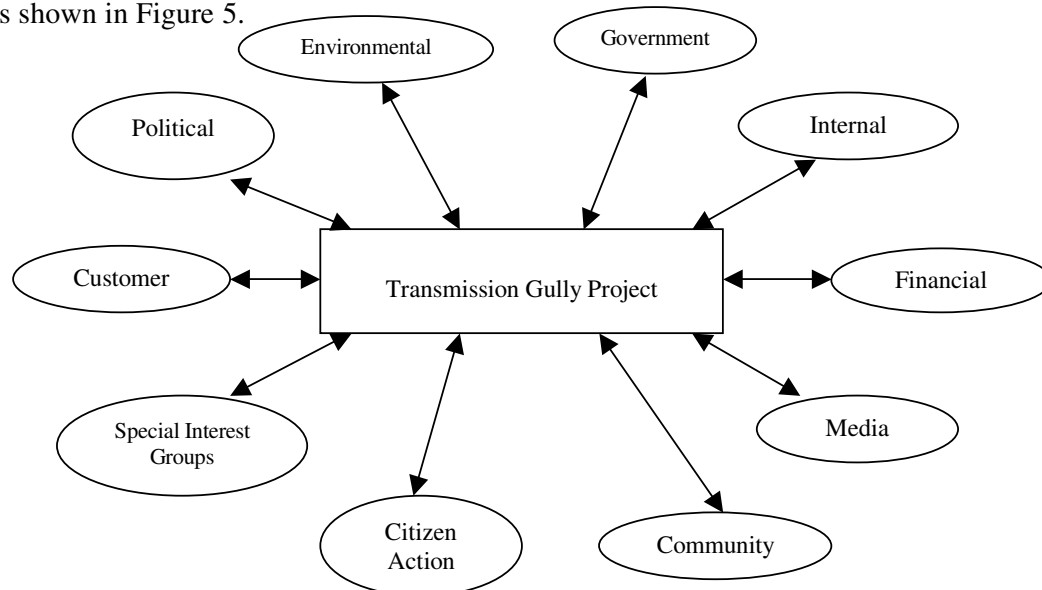 s shown in Figure 5.
Environmental
Government
Political
Internal
Customer
Transmission Gully Project
Financial
Special Interest
Groups
Media
Citizen
Action
Community